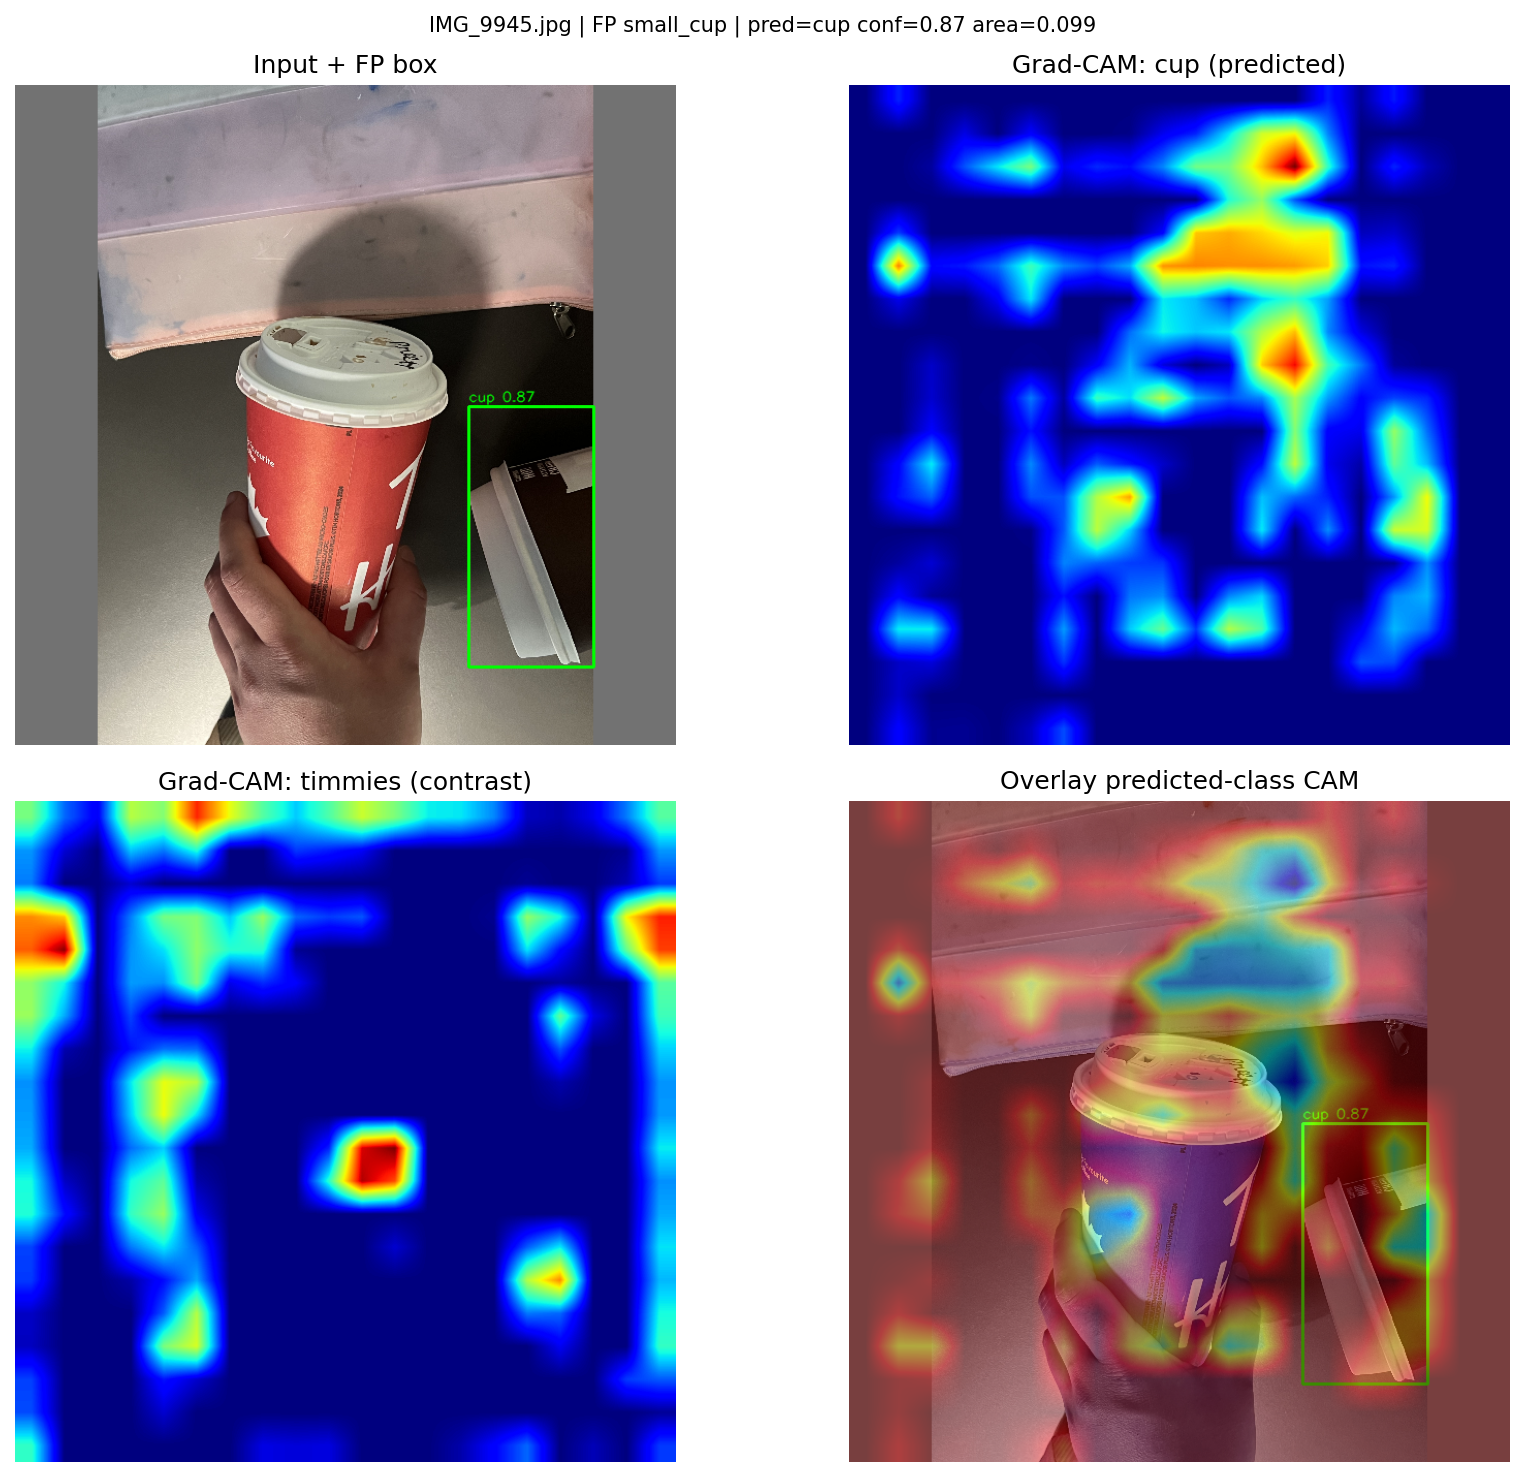 IMG_9945.jpg | FP small_cup | pred=cup conf=0.87 area=0.099
Input + FP box
Grad-CAM: cup (predicted)
cup 0.87
H
Grad-CAM: timmies (contrast)
Overlay predicted-class CAM
cup 0.87
H